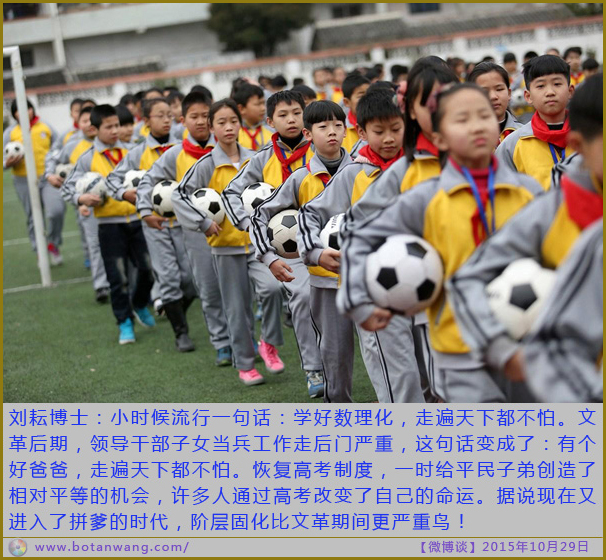 刘耘博士：小时候流行一句话：学好数理化，走遍天下都不怕。文
革后期，领导干部子女当兵工作走后门严重，这句话变成了：有个
好爸爸，走遍天下都不怕。恢复高考制度，一时给平民子弟创造了
相对平等的机会，许多人通过高考改变了自己的命运。据说现在又
进入了拼爹的时代，阶层固化比文革期间更严重鸟！
www.botanwang.com/ 【微博谈】2015年10月29日